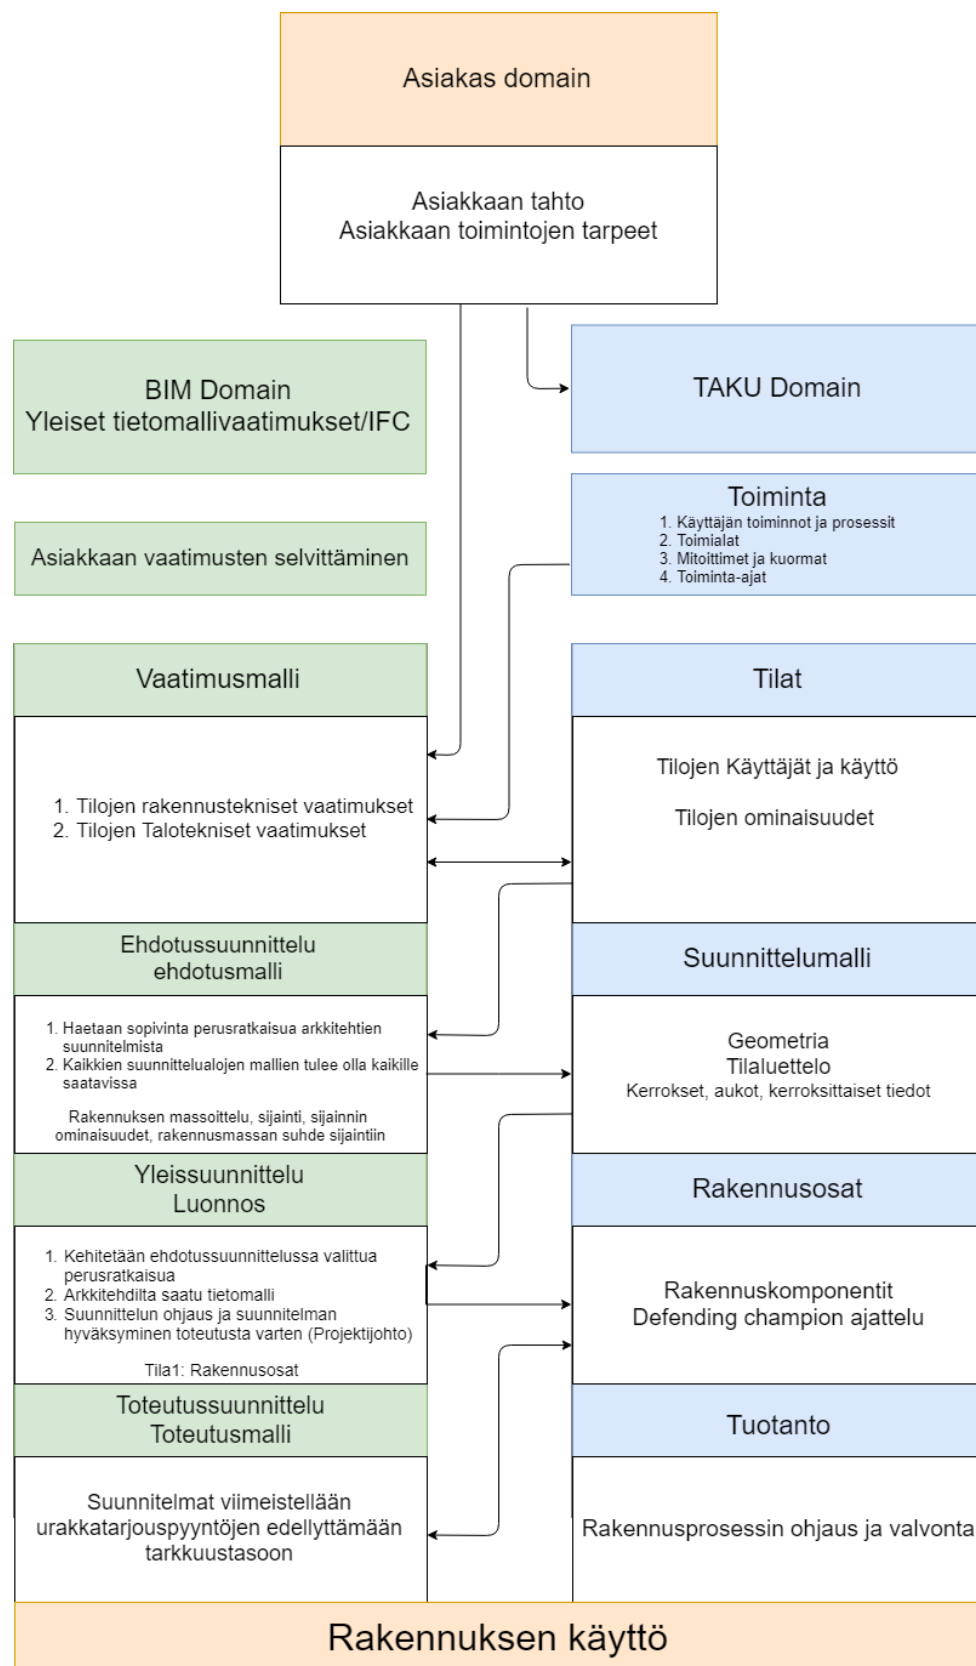 Asiakas domain
Asiakkaan tahto
Asiakkaan toimintojen tarpeet
BIM Domain
Yleiset tietomallivaatimukset/IFC
TAKU Domain
Asiakkaan vaatimusten selvittäminen
Toiminta
1. Käyttäjän toiminnot ja prosessit
2. Toimialat
3. Mitoittimet ja kuormat
4. Toiminta-ajat
Vaatimusmalli
1. Tilojen rakennustekniset vaatimukset
2. Tilojen Talotekniset vaatimukset
Tilat
Tilojen Käyttäjät ja käyttö
Tilojen ominaisuudet
Ehdotussuunnittelu
ehdotusmalli
1. Haetaan sopivinta perusratkaisua arkkitehtien
suunnitelmista
2. Kaikkien suunnittelualojen mallien tulee olla kaikille
saatavissa
Rakennuksen massoittelu, sijainti, sijainnin
ominaisuudet, rakennusmassan suhde sijaintiin
Suunnittelumalli
Geometria
Tilaluettelo
Kerrokset, aukot, kerroksittaiset tiedot
Yleissuunnittelu
Luonnos
1. Kehitetään ehdotussuunnittelussa valittua
perusratkaisua
2. Arkkitehdilta saatu tietomalli
3. Suunnittelun ohjaus ja suunnitelman
hyväksyminen toteutusta varten (Projektijohto)
Tila1: Rakennusosat
Rakennusosat
Rakennuskomponentit
Defending champion ajattelu
Toteutussuunnittelu
Toteutusmalli
Suunnitelmat viimeistellään
urakkatarjouspyyntöjen edellyttämään
tarkkuustasoon
Tuotanto
Rakennusprosessin ohjaus ja valvonta
Rakennuksen käyttö